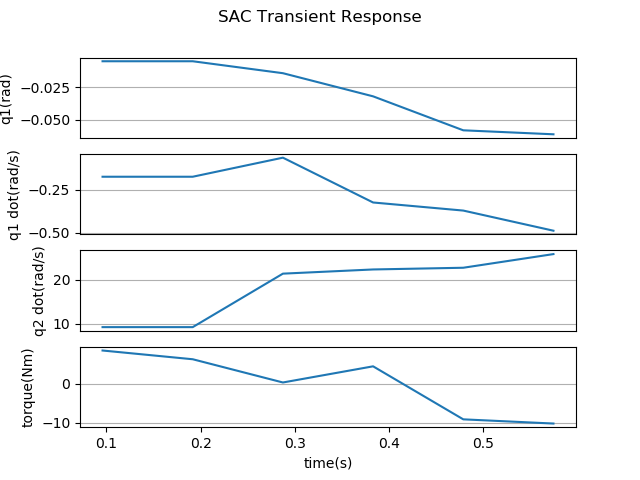 SAC Transient Response
q1(rad)
−0.025
−0.050
q1 dot(rad/s)
−0.25
−0.50
q2 dot(rad/s)
20
10
torque(Nm)
0
−10
0.1 0.2 0.3 0.4 0.5
time(s)